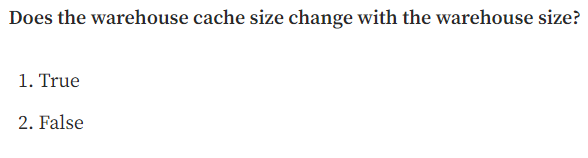 Does the warehouse cache size change with the warehouse size?
1. True
2. False